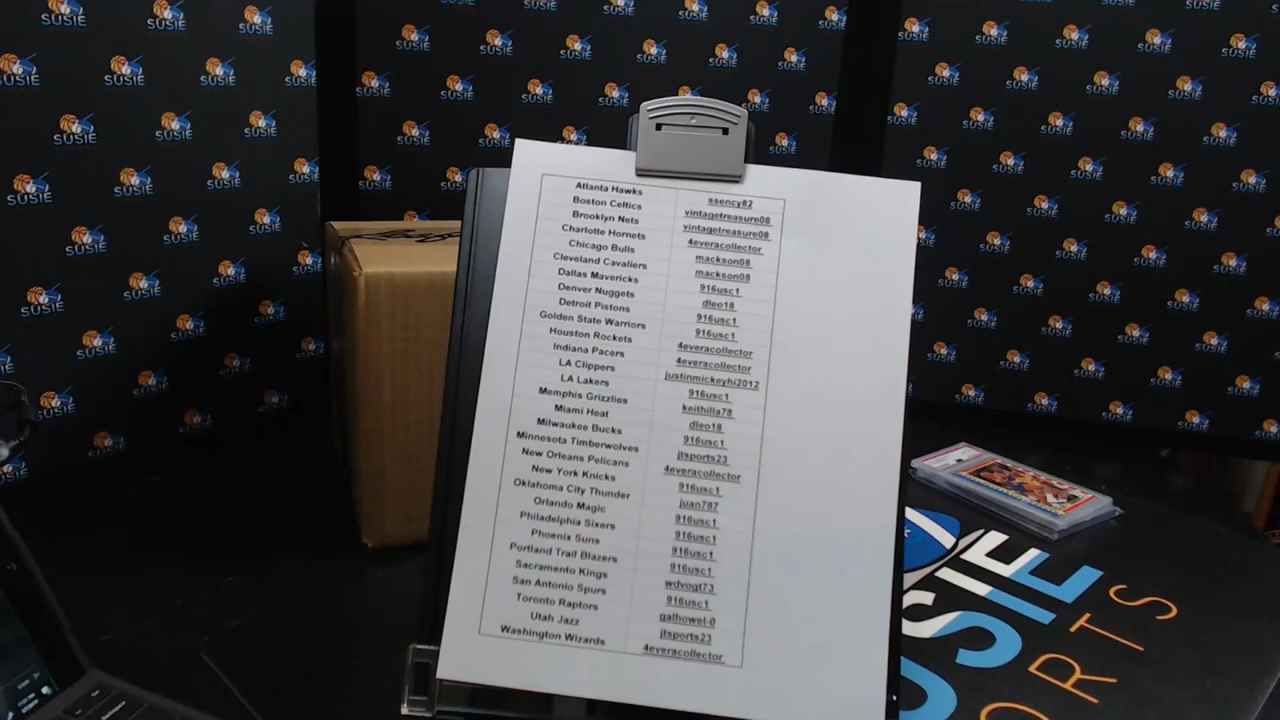 Atlanta Hawks ssency82
Boston Celtics vintagetreasure08
Brooklyn Nets vintagetreasure08
Charlotte Hornets 4everacollector
Chicago Bulls mackson08
Cleveland Cavaliers mackson08
Dallas Mavericks 916usc1
Denver Nuggets dleo18
Detroit Pistons 916usc1
Golden State Warriors 916usc1
Houston Rockets 4everacollector
Indiana Pacers 4everacollector
LA Clippers justinmickeyhi2012
LA Lakers 916usc1
Memphis Grizzlies keithilla78
Miami Heat dleo18
Milwaukee Bucks 916usc1
Minnesota Timberwolves jtsports23
New Orleans Pelicans 4everacollector
New York Knicks 916usc1
Oklahoma City Thunder juan787
Orlando Magic 916usc1
Philadelphia Sixers 916usc1
Phoenix Suns 916usc1
Portland Trail Blazers 916usc1
Sacramento Kings wdvogt73
San Antonio Spurs 916usc1
Toronto Raptors galhowel-0
Utah Jazz jtsports23
Washington Wizards 4everacollector
SUSIE
USIE
ORTS